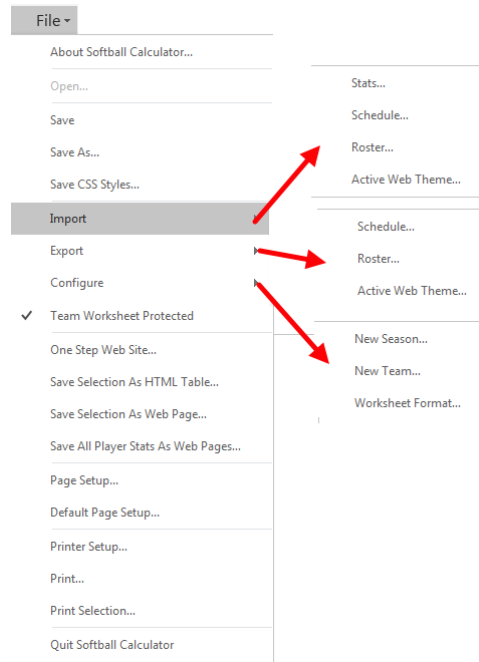 File
About Softball Calculator...
Open...
Save
Save As...
Save CSS Styles...
Import
Export
Configure
Team Worksheet Protected
One Step Web Site...
Save Selection As HTML Table...
Save Selection As Web Page...
Save All Player Stats As Web Pages...
Page Setup...
Default Page Setup...
Printer Setup...
Print...
Print Selection...
Quit Softball Calculator
Stats...
Schedule...
Roster...
Active Web Theme...
Schedule...
Roster...
Active Web Theme...
New Season...
New Team...
Worksheet Format...